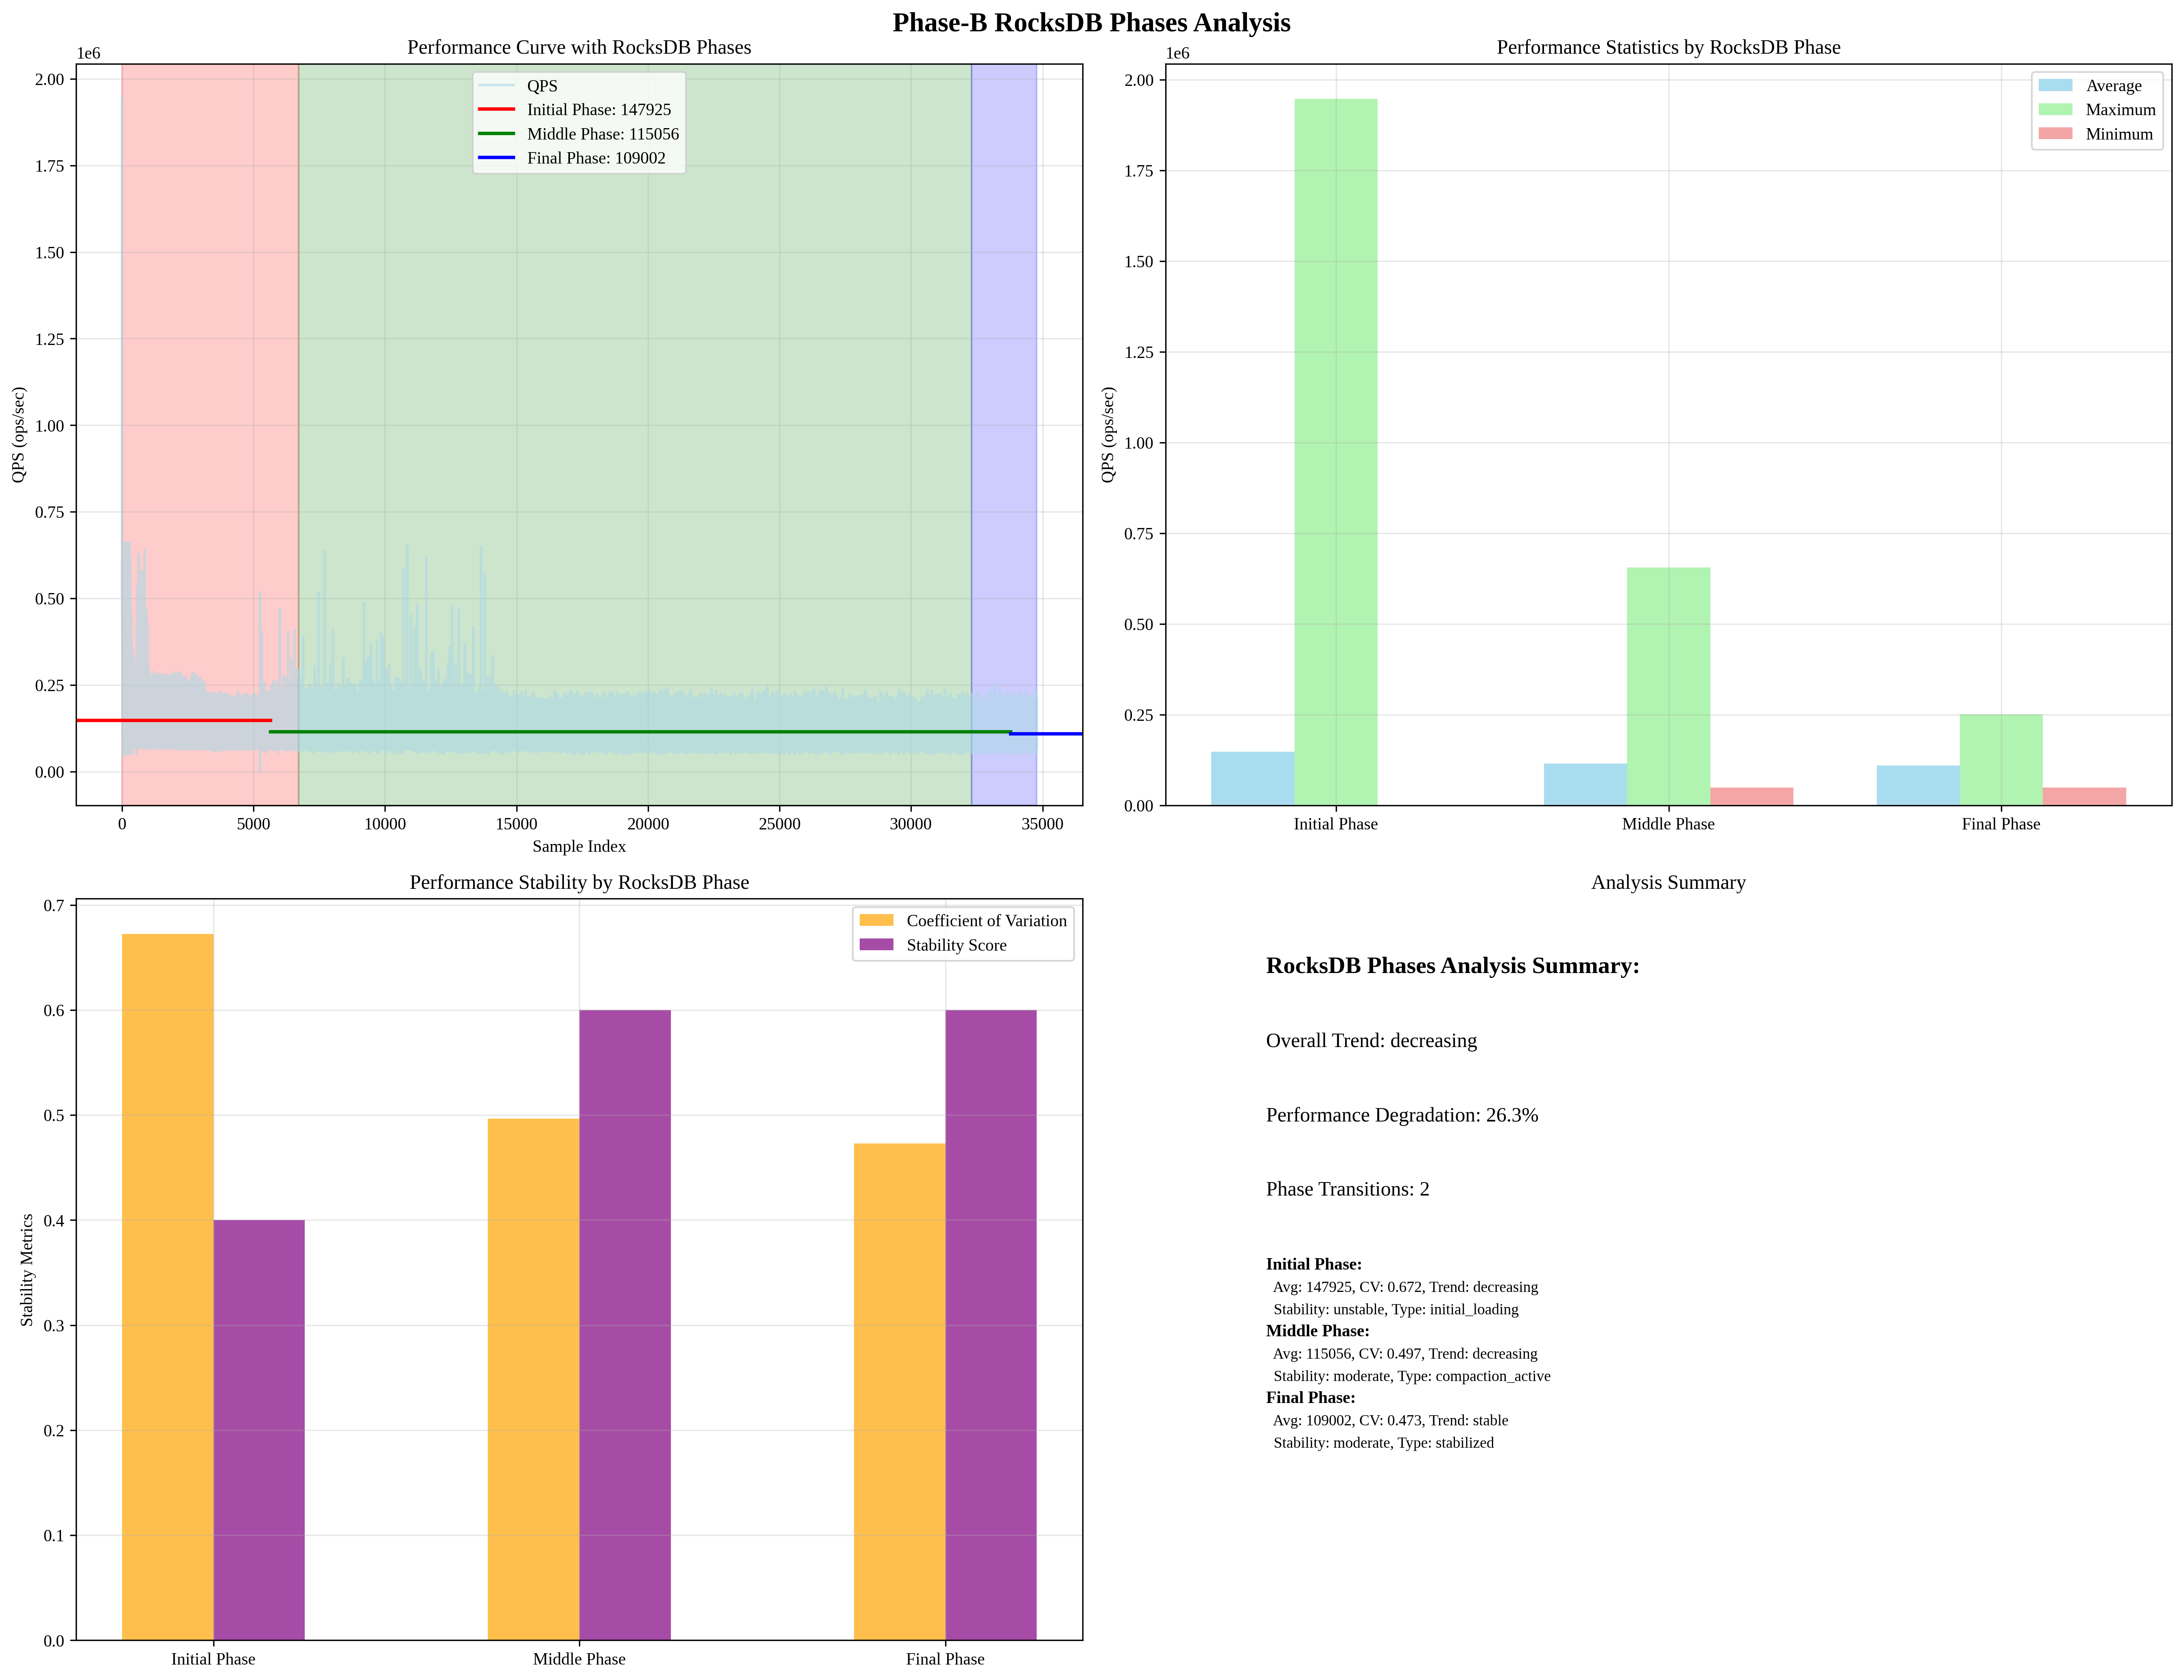 Phase-B RocksDB Phases Analysis
Performance Curve with RocksDB Phases
1e6
2.00
1.75
1.50
1.25
1.00
0.75
0.50
0.25
0.00
QPS (ops/sec)
QPS
Initial Phase: 147925
Middle Phase: 115056
Final Phase: 109002
0 5000 10000 15000 20000 25000 30000 35000
Sample Index
Performance Statistics by RocksDB Phase
1e6
2.00
1.75
1.50
1.25
1.00
0.75
0.50
0.25
0.00
QPS (ops/sec)
Average
Maximum
Minimum
Initial Phase Middle Phase Final Phase
Performance Stability by RocksDB Phase
0.7
0.6
0.5
0.4
0.3
0.2
0.1
0.0
Stability Metrics
Coefficient of Variation
Stability Score
Initial Phase Middle Phase Final Phase
Analysis Summary
RocksDB Phases Analysis Summary:
Overall Trend: decreasing
Performance Degradation: 26.3%
Phase Transitions: 2
Initial Phase:
Avg: 147925, CV: 0.672, Trend: decreasing
Stability: unstable, Type: initial_loading
Middle Phase:
Avg: 115056, CV: 0.497, Trend: decreasing
Stability: moderate, Type: compaction_active
Final Phase:
Avg: 109002, CV: 0.473, Trend: stable
Stability: moderate, Type: stabilized